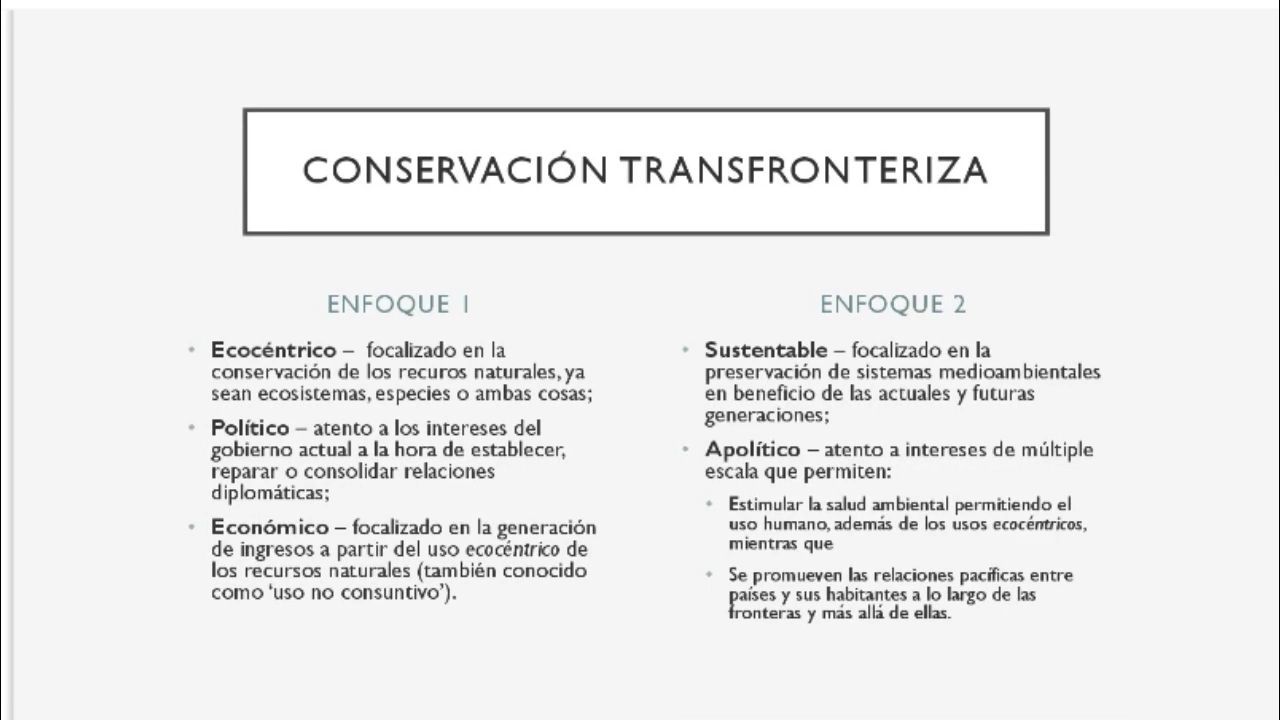 CONSERVACIÓN TRANSFRONTERIZA
ENFOQUE 1
• Ecocéntrico – focalizado en la
conservación de los recuros naturales, ya
sean ecosistemas, especies o ambas cosas;
• Político – atento a los intereses del
gobierno actual a la hora de establecer,
reparar o consolidar relaciones
diplomáticas;
• Económico – focalizado en la generación
de ingresos a partir del uso ecocéntrico de
los recursos naturales (también conocido
como ‘uso no consuntivo’).
ENFOQUE 2
• Sustentable – focalizado en la
preservación de sistemas medioambientales
en beneficio de las actuales y futuras
generaciones;
• Apolítico – atento a intereses de múltiple
escala que permiten:
• Estimular la salud ambiental permitiendo el
uso humano, además de los usos ecocéntricos,
mientras que
• Se promueven las relaciones pacíficas entre
países y sus habitantes a lo largo de las
fronteras y más allá de ellas.